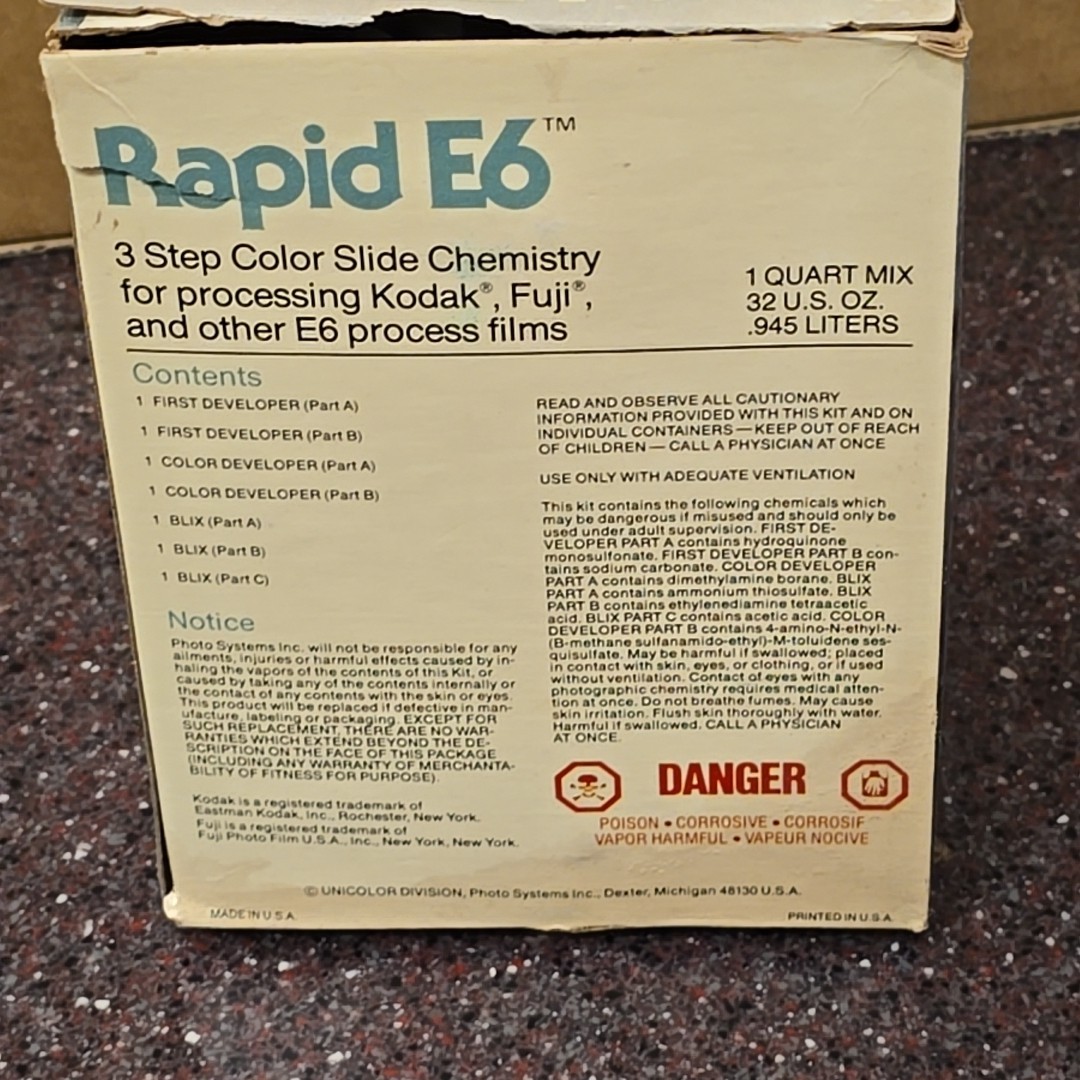 Rapid E6™
3 Step Color Slide Chemistry
for processing Kodak®, Fuji®,
and other E6 process films
1 QUART MIX
32 U.S. OZ.
.945 LITERS
Contents
1 FIRST DEVELOPER (Part A)
1 FIRST DEVELOPER (Part B)
1 COLOR DEVELOPER (Part A)
1 COLOR DEVELOPER (Part B)
1 BLIX (Part A)
1 BLIX (Part B)
1 BLIX (Part C)
Notice
Photo Systems Inc. will not be responsible for any
ailments, injuries or harmful effects caused by in-
haling the vapors of the contents of this Kit, or
caused by taking any of the contents internally or
the contact of any contents with the skin or eyes.
This product will be replaced if defective in man-
ufacture, labeling or packaging. EXCEPT FOR
SUCH REPLACEMENT, THERE ARE NO WAR-
RANTIES WHICH EXTEND BEYOND THE DE-
SCRIPTION ON THE FACE OF THIS PACKAGE
(INCLUDING ANY WARRANTY OF MERCHANTA-
BILITY OF FITNESS FOR PURPOSE).
Kodak is a registered trademark of
Eastman Kodak, Inc., Rochester, New York.
Fuji is a registered trademark of
Fuji Photo Film U.S.A., Inc., New York, New York.
READ AND OBSERVE ALL CAUTIONARY
INFORMATION PROVIDED WITH THIS KIT AND ON
INDIVIDUAL CONTAINERS — KEEP OUT OF REACH
OF CHILDREN — CALL A PHYSICIAN AT ONCE
USE ONLY WITH ADEQUATE VENTILATION
This kit contains the following chemicals which
may be dangerous if misused and should only be
used under adult supervision. FIRST DE-
VELOPER PART A contains hydroquinone
monosulfonate. FIRST DEVELOPER PART B con-
tains sodium carbonate. COLOR DEVELOPER
PART A contains dimethylamine borane. BLIX
PART A contains ammonium thiosulfate. BLIX
PART B contains ethylenediamine tetraacetic
acid. BLIX PART C contains acetic acid. COLOR
DEVELOPER PART B contains 4-amino-N-ethyl-N-
(B-methane sulfanamido-ethyl)-M-toluidene ses-
quisulfate. May be harmful if swallowed; placed
in contact with skin, eyes, or clothing, or if used
without ventilation. Contact of eyes with any
photographic chemistry requires medical atten-
tion at once. Do not breathe fumes. May cause
skin irritation. Flush skin thoroughly with water.
Harmful if swallowed. CALL A PHYSICIAN
AT ONCE.
DANGER
POISON • CORROSIVE • CORROSIF
VAPOR HARMFUL • VAPEUR NOCIVE
© UNICOLOR DIVISION, Photo Systems Inc., Dexter, Michigan 48130 U.S.A.
MADE IN U.S.A.
PRINTED IN U.S.A.